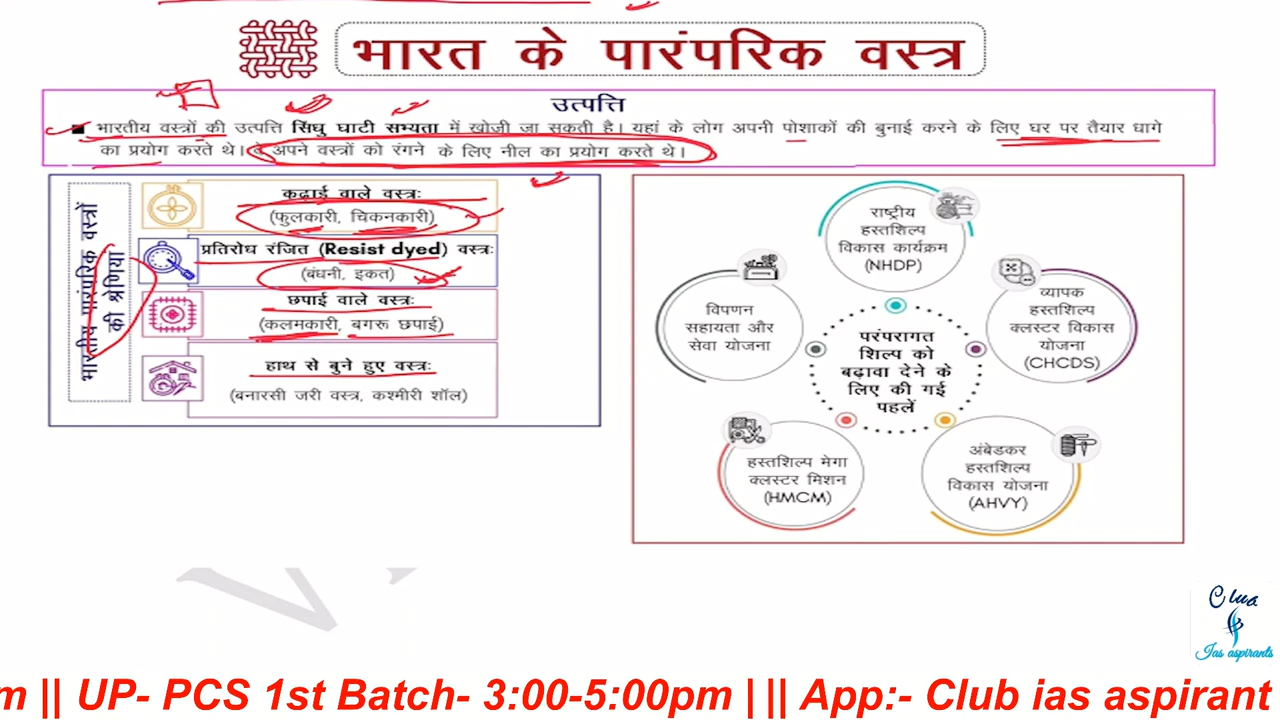 भारत के पारंपरिक वस्त्र
उत्पत्ति
भारतीय वस्त्रों की उत्पत्ति सिंधु घाटी सभ्यता में खोजी जा सकती है। यहां के लोग अपनी पोशाकों की बुनाई करने के लिए घर पर तैयार धागे
का प्रयोग करते थे। वे अपने वस्त्रों को रंगने के लिए नील का प्रयोग करते थे।
भारतीय पारंपरिक वस्त्रों
की श्रेणियां
कढ़ाई वाले वस्त्रः
(फुलकारी, चिकनकारी)
प्रतिरोध रंजित (Resist dyed) वस्त्रः
(बंधनी, इकत)
छपाई वाले वस्त्रः
(कलमकारी, बगरू छपाई)
हाथ से बुने हुए वस्त्रः
(बनारसी जरी वस्त्र, कश्मीरी शॉल)
राष्ट्रीय
हस्तशिल्प
विकास कार्यक्रम
(NHDP)
विपणन
सहायता और
सेवा योजना
व्यापक
हस्तशिल्प
क्लस्टर विकास
योजना
(CHCDS)
परंपरागत
शिल्प को
बढ़ावा देने के
लिए की गई
पहलें
हस्तशिल्प मेगा
क्लस्टर मिशन
(HMCM)
अंबेडकर
हस्तशिल्प
विकास योजना
(AHVY)
Club
Ias aspirants
m || UP- PCS 1st Batch- 3:00-5:00pm | || App:- Club ias aspirant